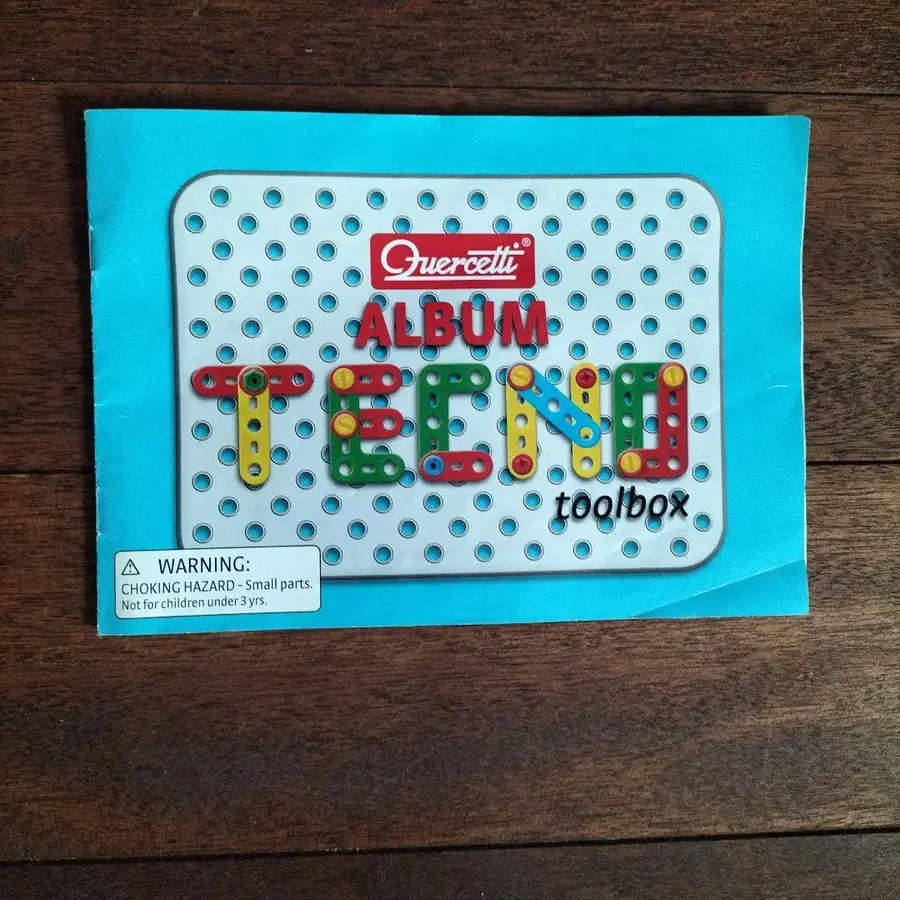 Quercetti®
ALBUM
TECNO
toolbox
⚠ WARNING:
CHOKING HAZARD - Small parts.
Not for children under 3 yrs.